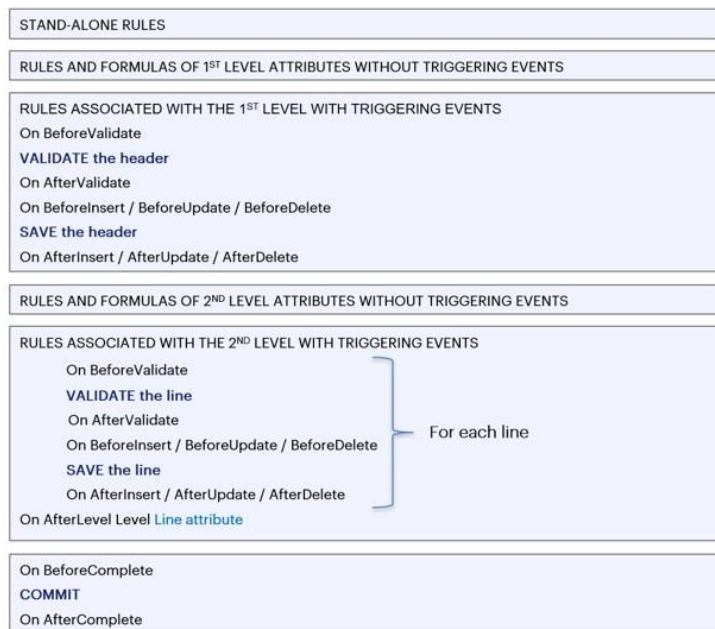 STAND-ALONE RULES
RULES AND FORMULAS OF 1ST LEVEL ATTRIBUTES WITHOUT TRIGGERING EVENTS
RULES ASSOCIATED WITH THE 1ST LEVEL WITH TRIGGERING EVENTS
On BeforeValidate
VALIDATE the header
On AfterValidate
On BeforeInsert / BeforeUpdate / BeforeDelete
SAVE the header
On AfterInsert / AfterUpdate / AfterDelete
RULES AND FORMULAS OF 2ND LEVEL ATTRIBUTES WITHOUT TRIGGERING EVENTS
RULES ASSOCIATED WITH THE 2ND LEVEL WITH TRIGGERING EVENTS
On BeforeValidate
VALIDATE the line
On AfterValidate
On BeforeInsert / BeforeUpdate / BeforeDelete
SAVE the line
On AfterInsert / AfterUpdate / AfterDelete
For each line
On AfterLevel Level Line attribute
On BeforeComplete
COMMIT
On AfterComplete